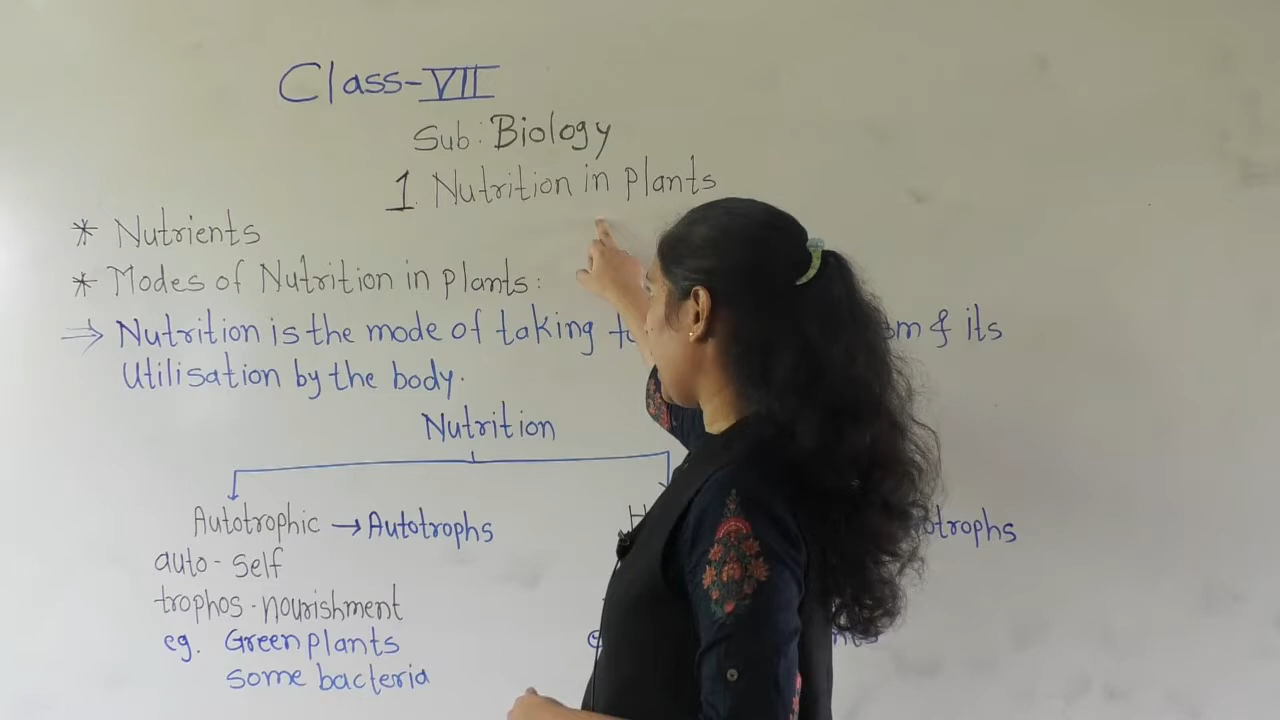 Class-VII
Sub: Biology
1. Nutrition in plants
* Nutrients
* Modes of Nutrition in plants:
⇒ Nutrition is the mode of taking & its
Utilisation by the body.
Nutrition
Autotrophic → Autotrophs
auto - self
trophos - nourishment
eg. Green plants
some bacteria